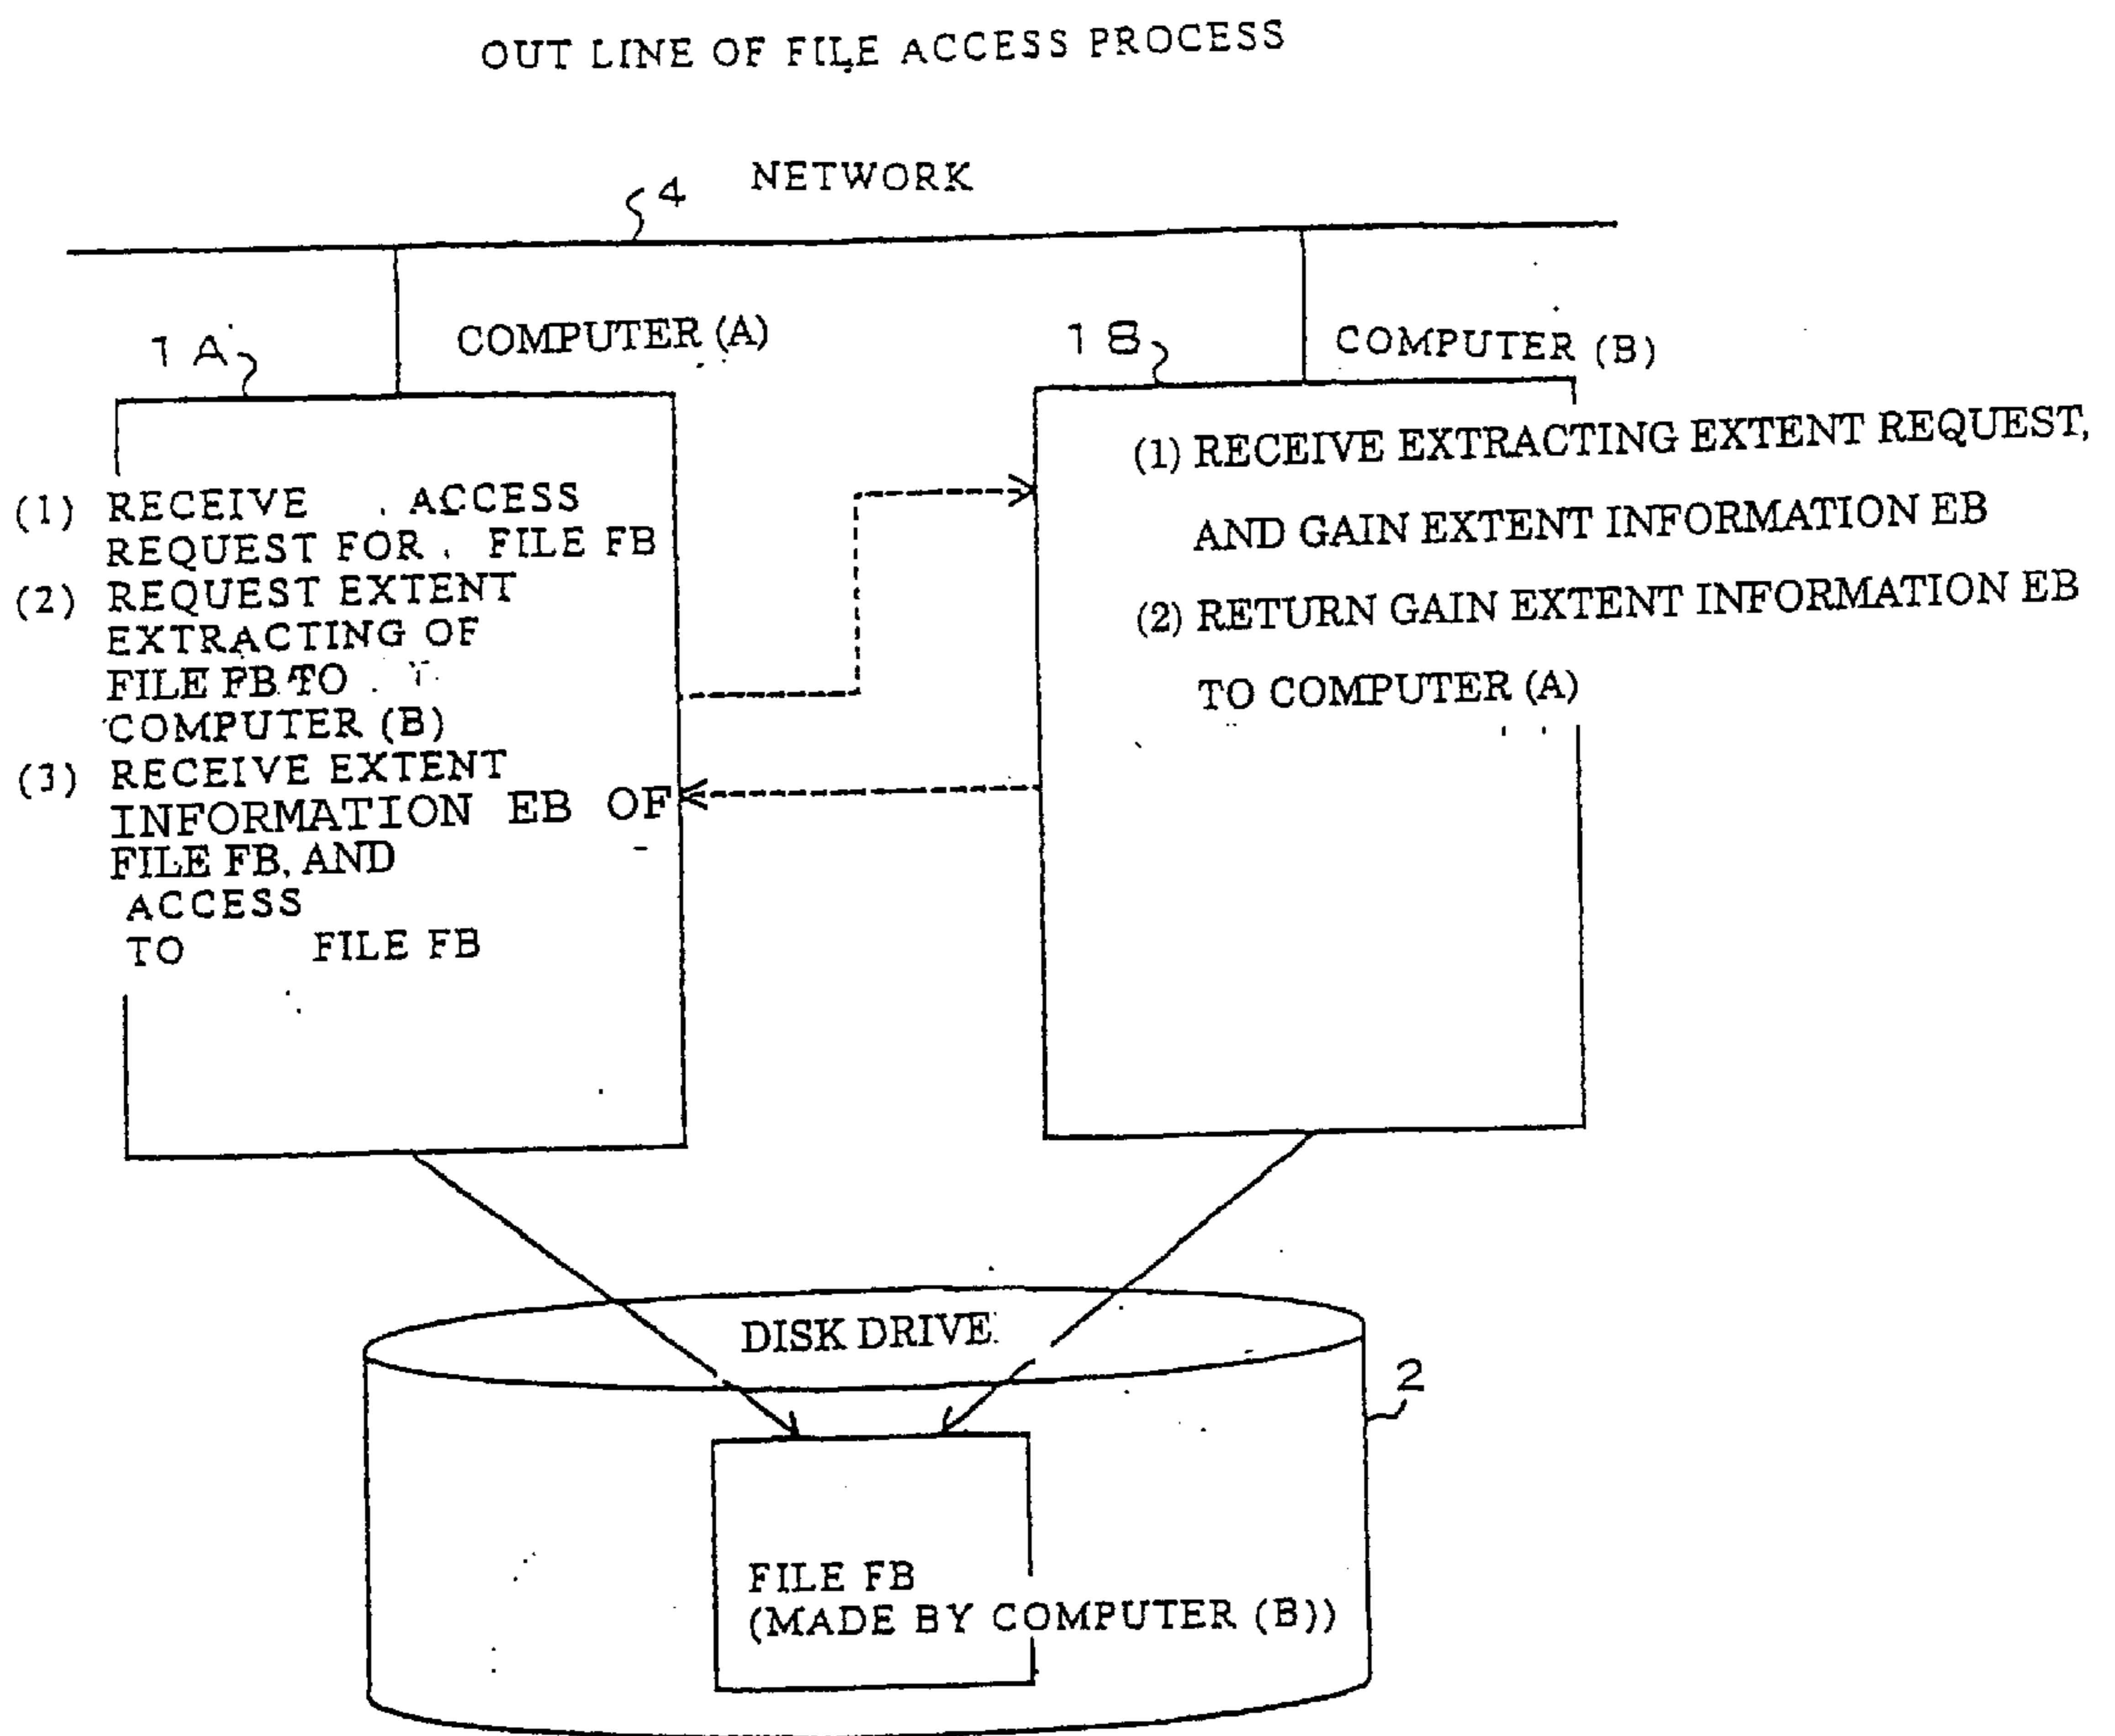 OUT LINE OF FILE ACCESS PROCESS
4 NETWORK
1A COMPUTER (A)
1B COMPUTER (B)
(1) RECEIVE ACCESS
REQUEST FOR FILE FB
(2) REQUEST EXTENT
EXTRACTING OF
FILE FB TO
COMPUTER (B)
(3) RECEIVE EXTENT
INFORMATION EB OF
FILE FB, AND
ACCESS
TO FILE FB
(1) RECEIVE EXTRACTING EXTENT REQUEST,
AND GAIN EXTENT INFORMATION EB
(2) RETURN GAIN EXTENT INFORMATION EB
TO COMPUTER (A)
DISK DRIVE
2
FILE FB
(MADE BY COMPUTER (B))